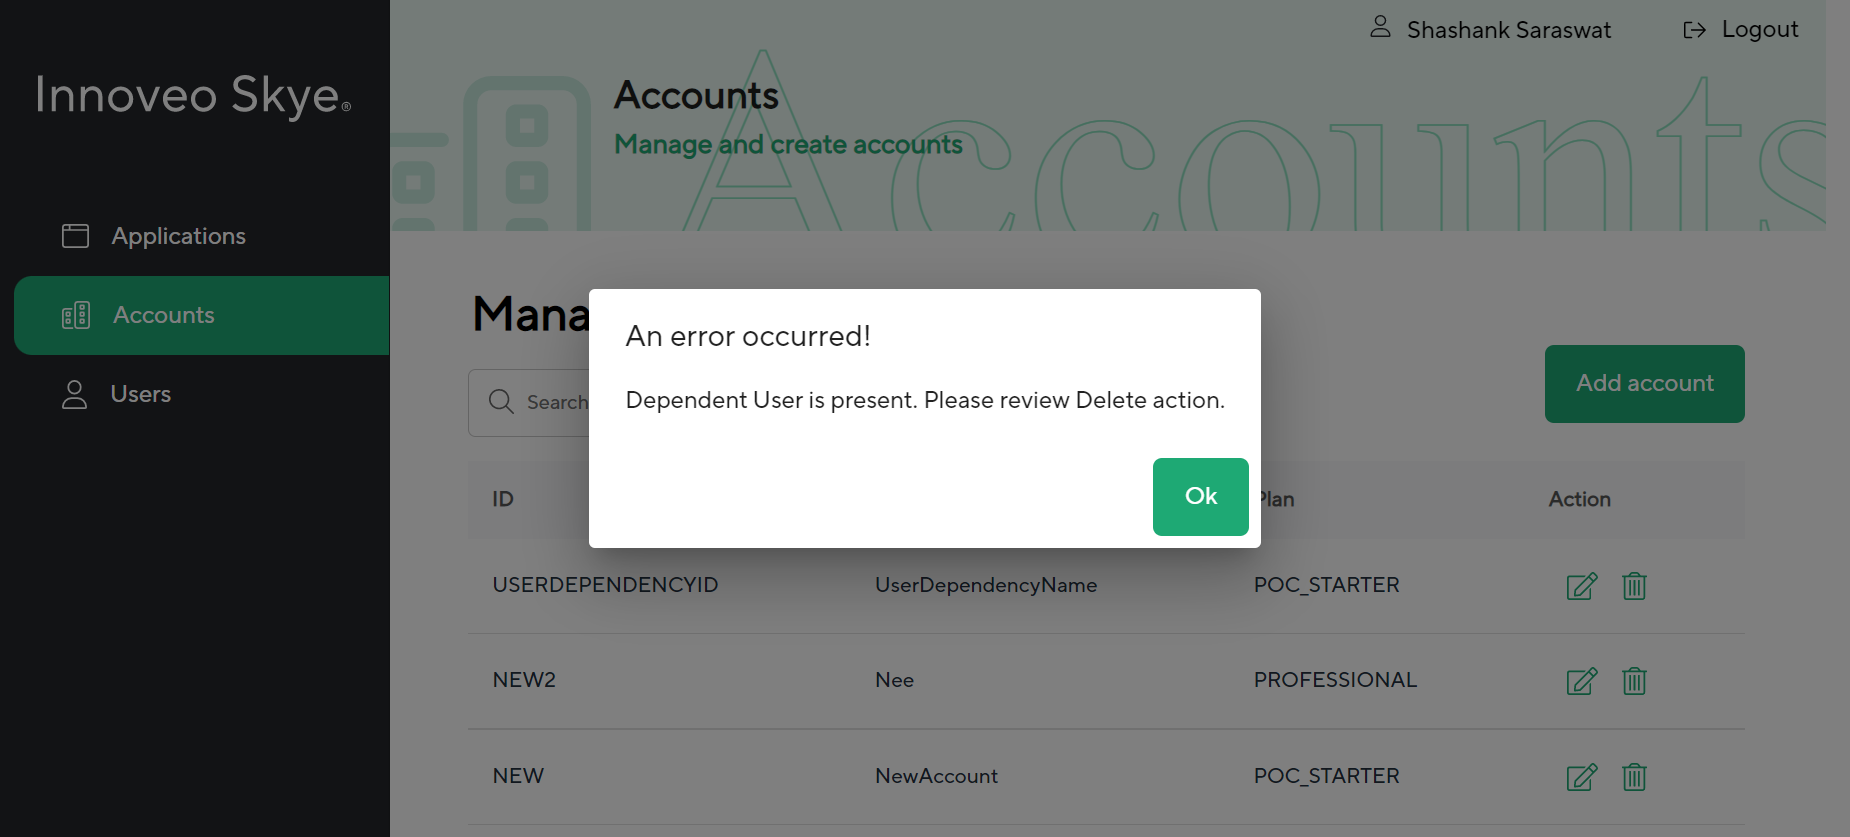 Innoveo Skye®
Applications
Accounts
Users
Shashank Saraswat
Logout
Accounts
Accounts
Manage and create accounts
Mana
Search
Add account
An error occurred!
Dependent User is present. Please review Delete action.
Ok
ID Plan Action
USERDEPENDENCYID UserDependencyName POC_STARTER
NEW2 Nee PROFESSIONAL
NEW NewAccount POC_STARTER